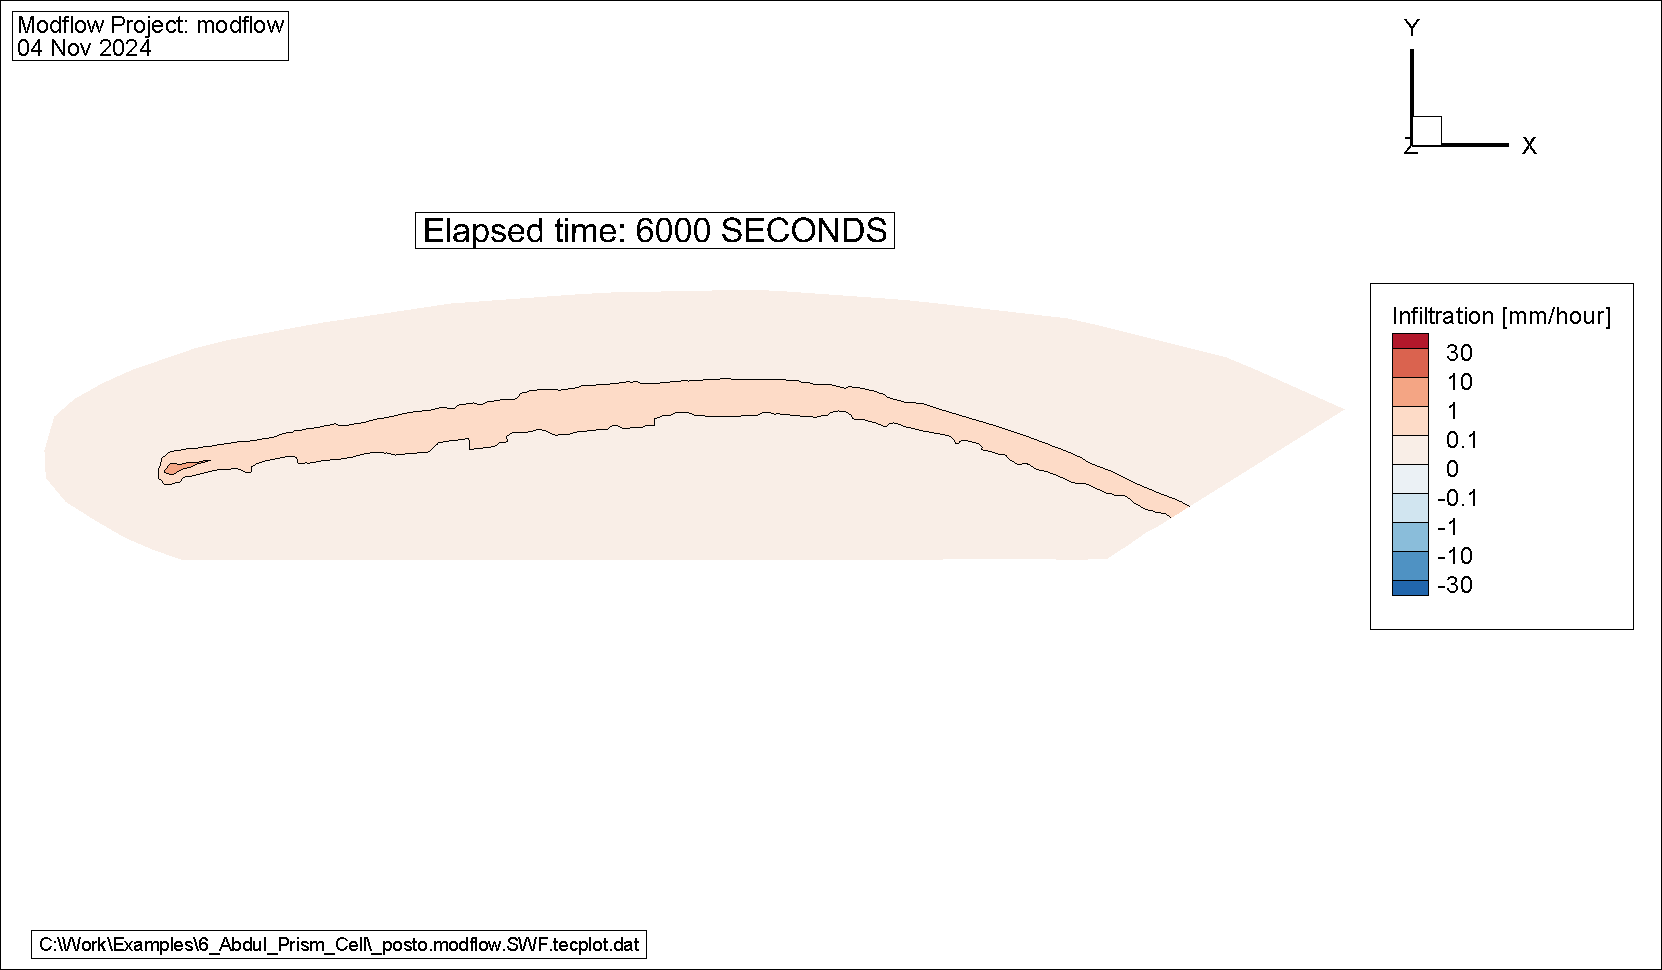 Modflow Project: modflow
04 Nov 2024
Y
Z
X
Elapsed time: 6000 SECONDS
Infiltration [mm/hour]
30
10
1
0.1
0
-0.1
-1
-10
-30
C:\Work\Examples\6_Abdul_Prism_Cell\_posto.modflow.SWF.tecplot.dat